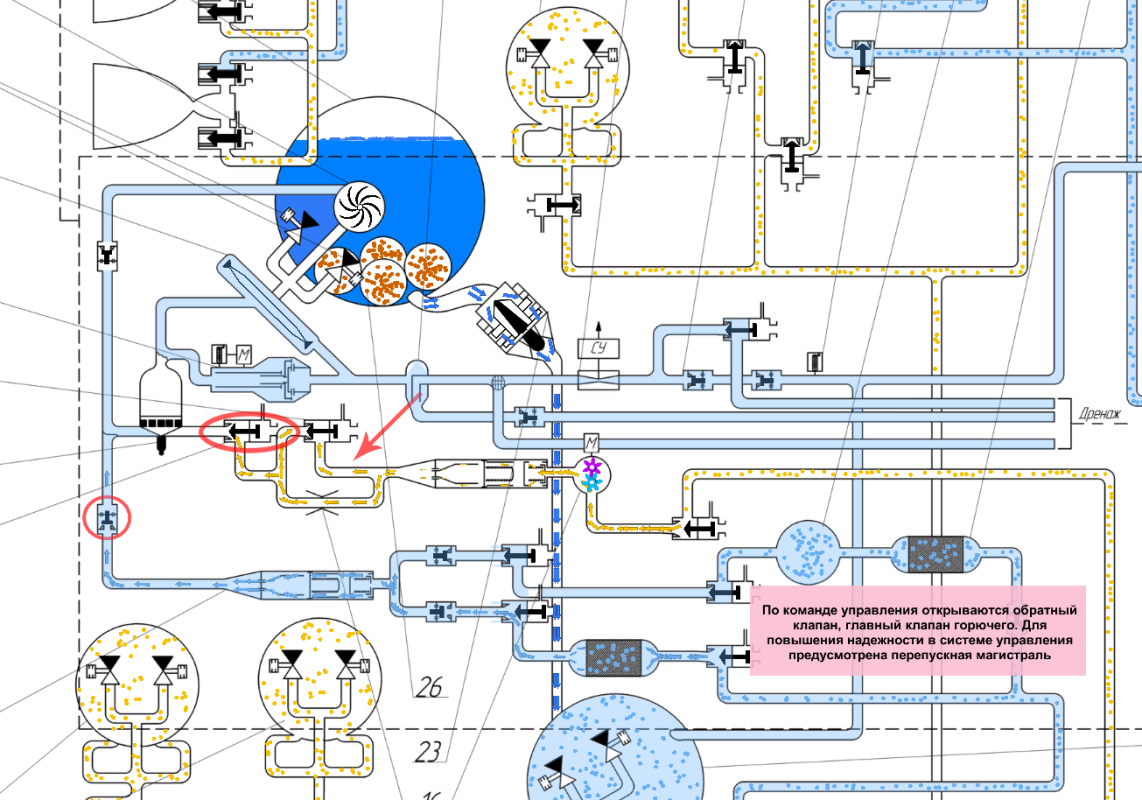 СУ
М
Дренаж
М
По команде управления открываются обратный
клапан, главный клапан горючего. Для
повышения надежности в системе управления
предусмотрена перепускная магистраль
26
23